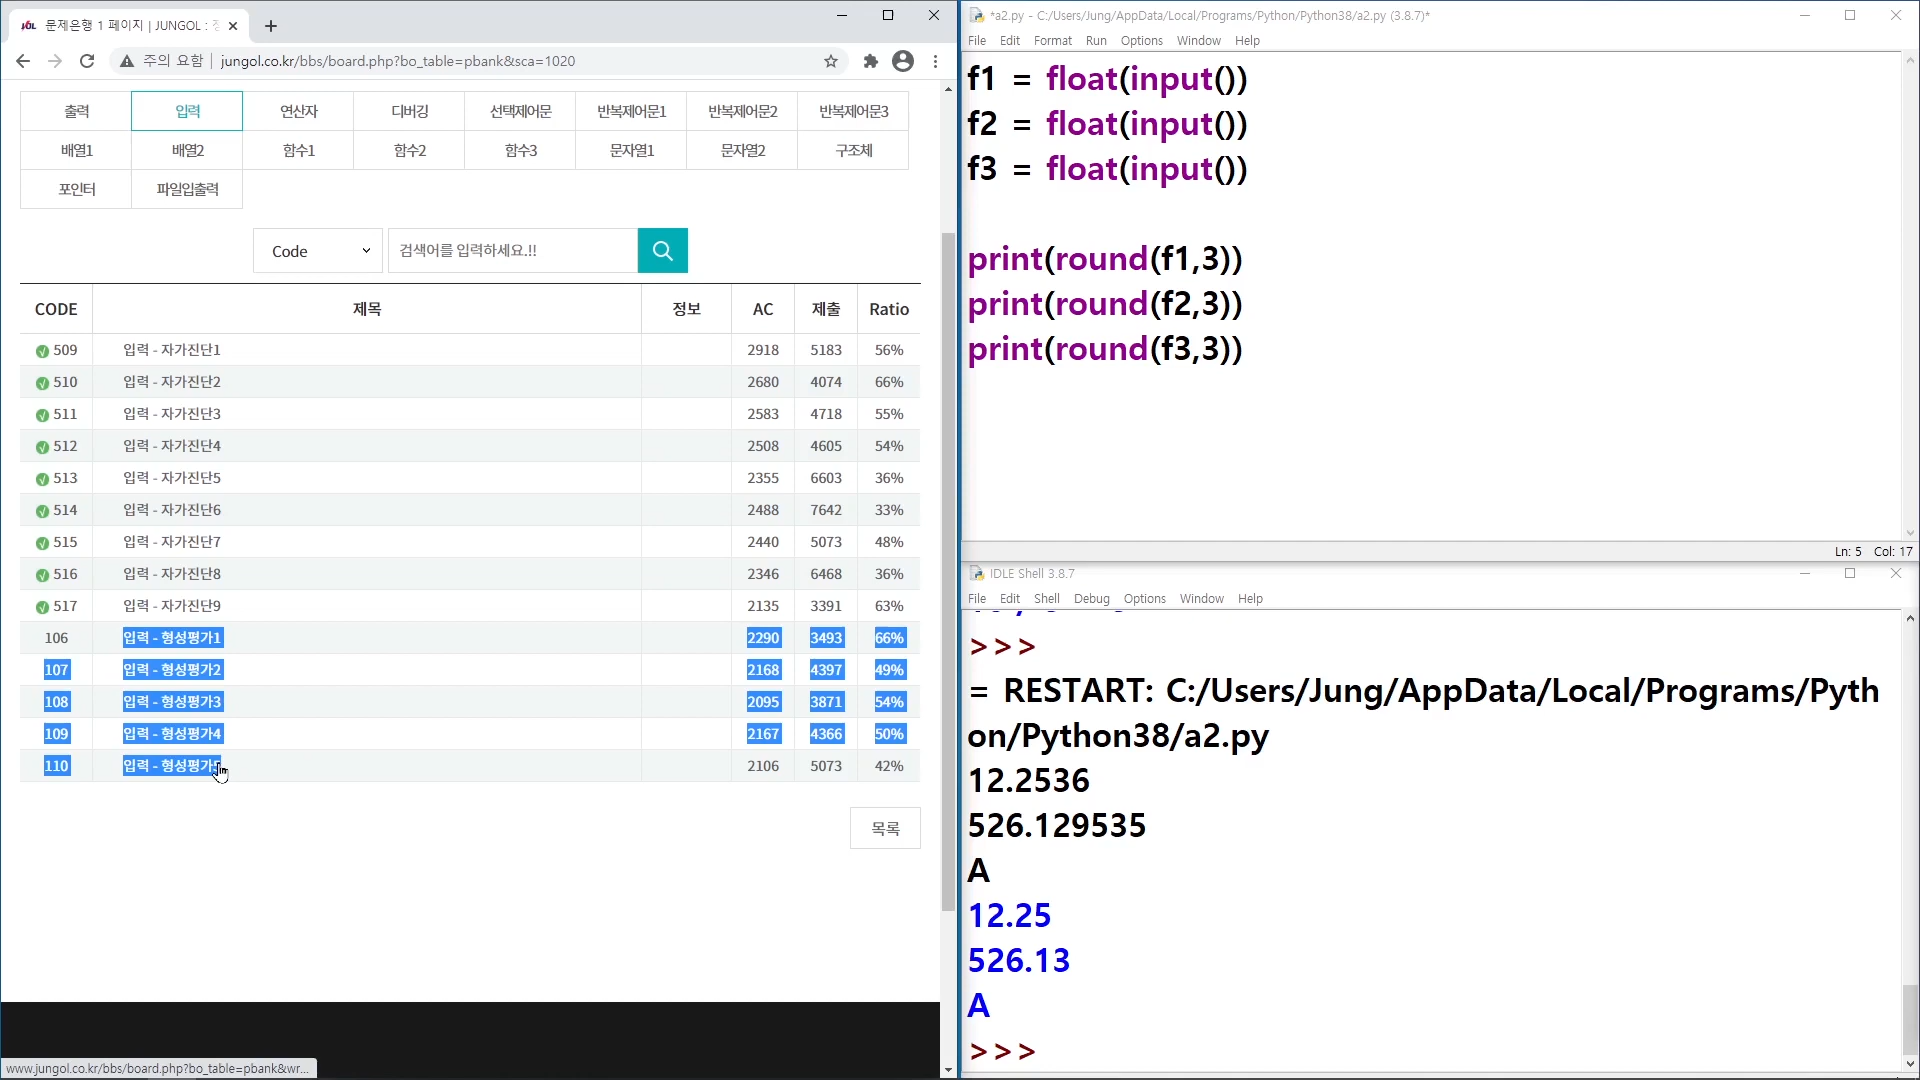 문제은행 1 페이지 | JUNGOL :
주의 요함 | jungol.co.kr/bbs/board.php?bo_table=pbank&sca=1020
출력 입력 연산자 디버깅 선택제어문 반복제어문1 반복제어문2 반복제어문3
배열1 배열2 함수1 함수2 함수3 문자열1 문자열2 구조체
포인터 파일입출력
Code 검색어를 입력하세요.!!
CODE 제목 정보 AC 제출 Ratio
509 입력 - 자가진단1 2918 5183 56%
510 입력 - 자가진단2 2680 4074 66%
511 입력 - 자가진단3 2583 4718 55%
512 입력 - 자가진단4 2508 4605 54%
513 입력 - 자가진단5 2355 6603 36%
514 입력 - 자가진단6 2488 7642 33%
515 입력 - 자가진단7 2440 5073 48%
516 입력 - 자가진단8 2346 6468 36%
517 입력 - 자가진단9 2135 3391 63%
106 입력 - 형성평가1 2290 3493 66%
107 입력 - 형성평가2 2168 4397 49%
108 입력 - 형성평가3 2095 3871 54%
109 입력 - 형성평가4 2167 4366 50%
110 입력 - 형성평가 2106 5073 42%
목록
www.jungol.co.kr/bbs/board.php?bo_table=pbank&wr...
*a2.py - C:/Users/Jung/AppData/Local/Programs/Python/Python38/a2.py (3.8.7)*
File Edit Format Run Options Window Help
f1 = float(input())
f2 = float(input())
f3 = float(input())
print(round(f1,3))
print(round(f2,3))
print(round(f3,3))
Ln: 5 Col: 17
IDLE Shell 3.8.7
File Edit Shell Debug Options Window Help
>>>
= RESTART: C:/Users/Jung/AppData/Local/Programs/Pyth
on/Python38/a2.py
12.2536
526.129535
A
12.25
526.13
A
>>>